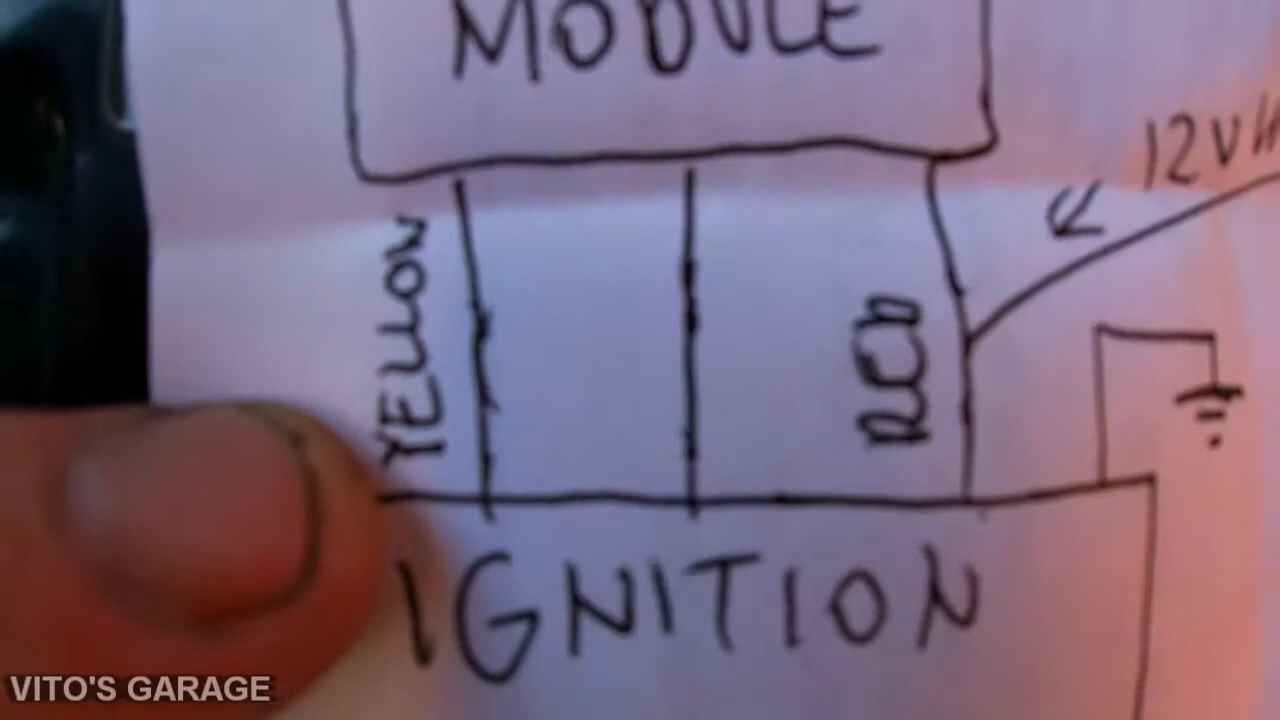 MODULE
12V
YELLOW
RED
IGNITION
VITO'S GARAGE